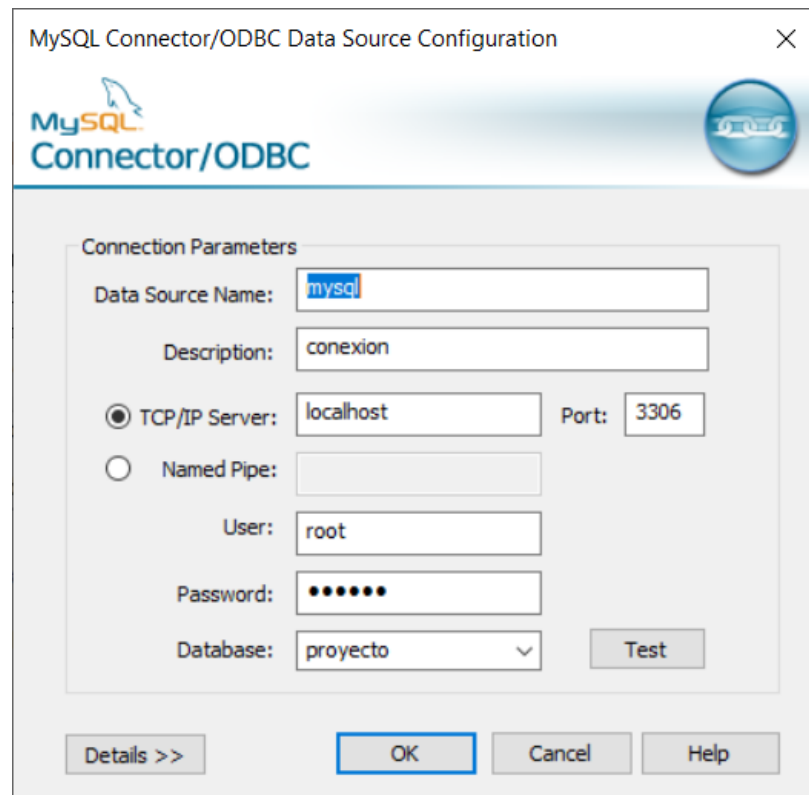 MySQL Connector/ODBC Data Source Configuration
MySQL
Connector/ODBC
Connection Parameters
Data Source Name: mysql
Description: conexion
TCP/IP Server: localhost Port: 3306
Named Pipe:
User: root
Password: ••••••
Database: proyecto Test
Details >> OK Cancel Help